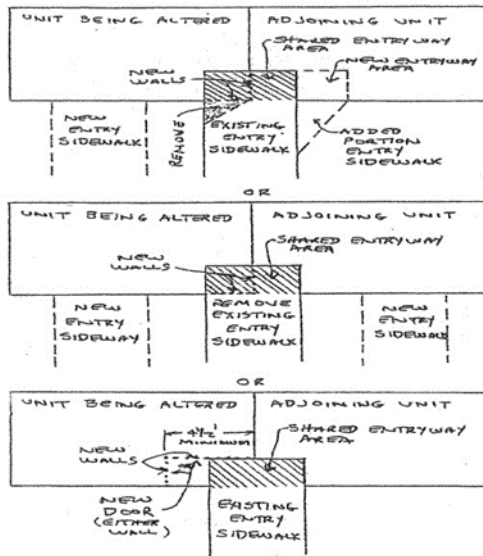 UNIT BEING ALTERED
ADJOINING UNIT
SHARED ENTRYWAY
AREA
NEW ENTRYWAY
AREA
NEW
WALLS
NEW
ENTRY
SIDEWALK
REMOVE
EXISTING
ENTRY
SIDEWALK
ADDED
PORTION
ENTRY
SIDEWALK
OR
UNIT BEING ALTERED
ADJOINING UNIT
SHARED ENTRYWAY
AREA
NEW
WALLS
NEW
ENTRY
SIDEWAY
REMOVE
EXISTING
ENTRY
SIDEWALK
NEW
ENTRY
SIDEWALK
OR
UNIT BEING ALTERED
ADJOINING UNIT
4½'
MINIMUM
SHARED ENTRYWAY
AREA
NEW
WALLS
NEW
DOOR
(EITHER
WALL)
EXISTING
ENTRY
SIDEWALK